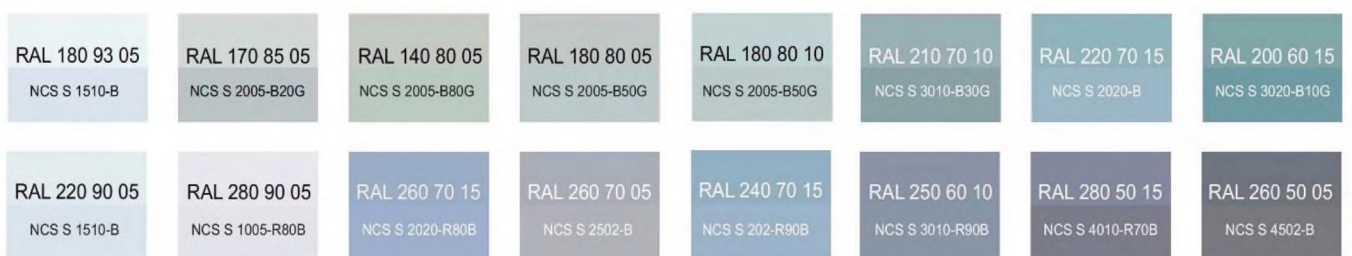 RAL 180 93 05
NCS S 1510-B
RAL 170 85 05
NCS S 2005-B20G
RAL 140 80 05
NCS S 2005-B80G
RAL 180 80 05
NCS S 2005-B50G
RAL 180 80 10
NCS S 2005-B50G
RAL 210 70 10
NCS S 3010-B30G
RAL 220 70 15
NCS S 2020-B
RAL 200 60 15
NCS S 3020-B10G
RAL 220 90 05
NCS S 1510-B
RAL 280 90 05
NCS S 1005-R80B
RAL 260 70 15
NCS S 2020-R80B
RAL 260 70 05
NCS S 2502-B
RAL 240 70 15
NCS S 202-R90B
RAL 250 60 10
NCS S 3010-R90B
RAL 280 50 15
NCS S 4010-R70B
RAL 260 50 05
NCS S 4502-B